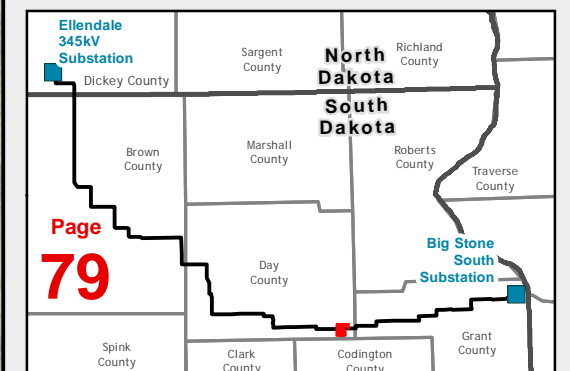 Ellendale
345kV
Substation
Dickey County
Sargent
County
North
Dakota
Richland
County
South
Dakota
Brown
County
Marshall
County
Roberts
County
Traverse
County
Page
79
Big Stone
South
Substation
Day
County
Grant
County
Spink
County
Clark
County
Codington
County